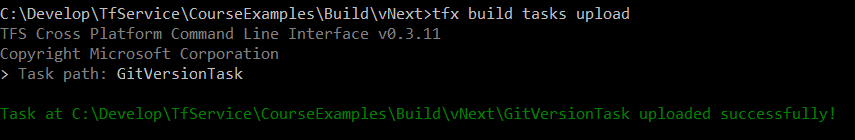 C:\Develop\TfService\CourseExamples\Build\vNext>tfx build tasks upload
TFS Cross Platform Command Line Interface v0.3.11
Copyright Microsoft Corporation
> Task path: GitVersionTask
Task at C:\Develop\TfService\CourseExamples\Build\vNext\GitVersionTask uploaded successfully!